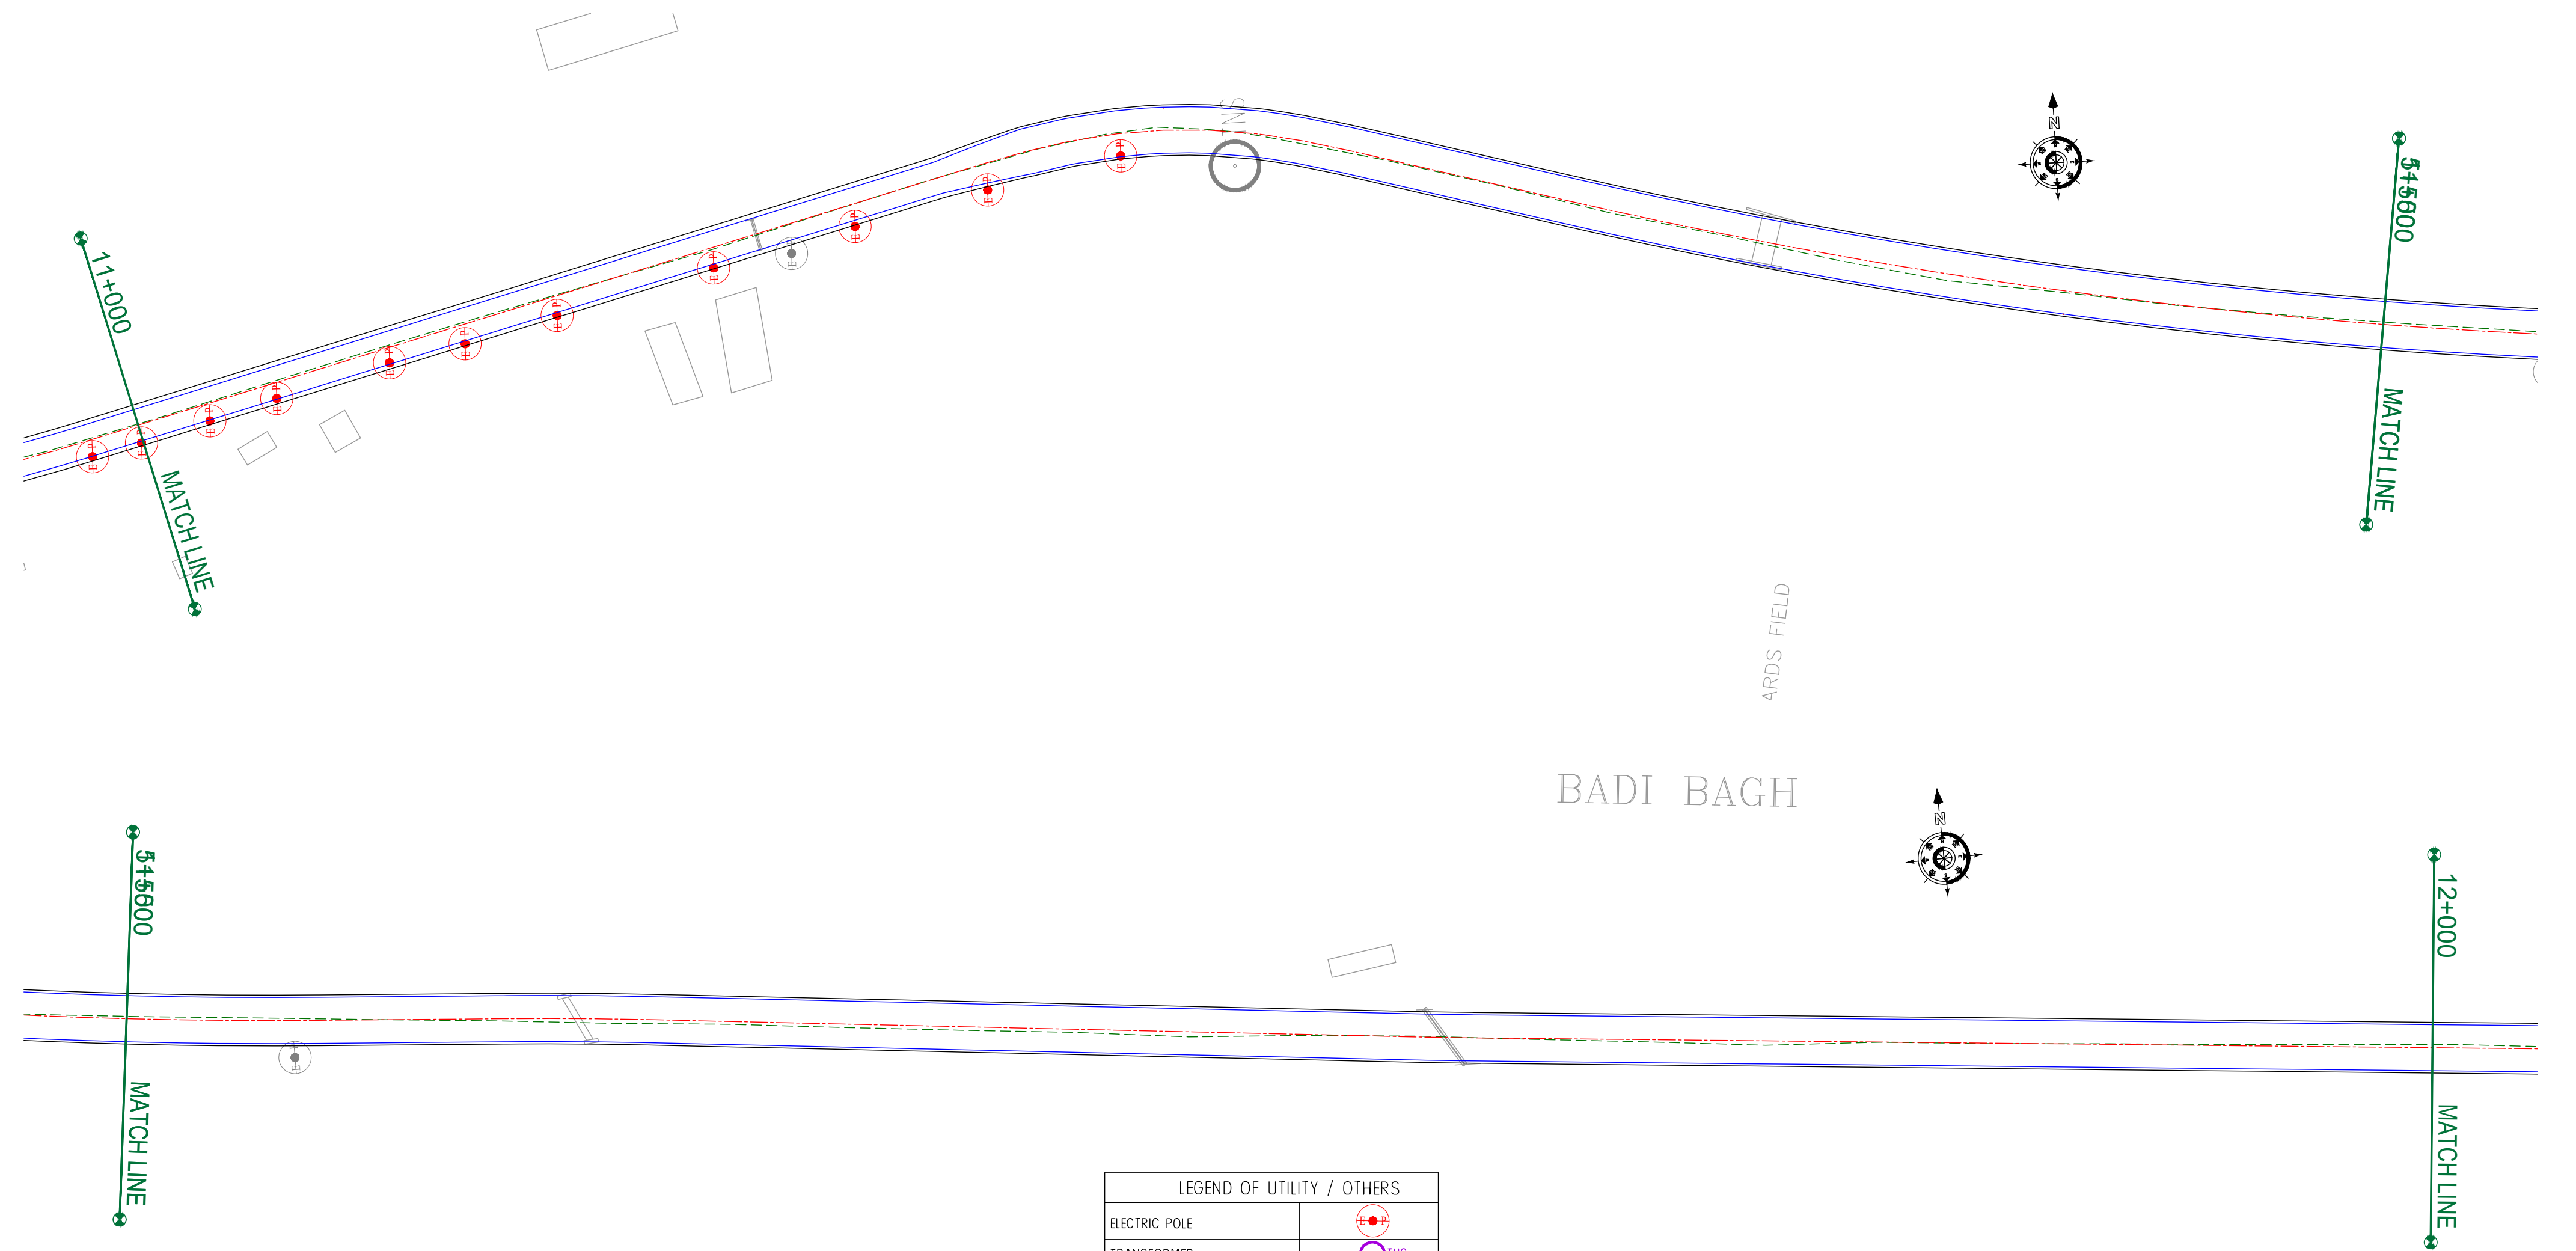 11+000
MATCH LINE
MATCH LINE
ARDS FIELD
BADI BAGH
12+000
MATCH LINE
MATCH LINE
LEGEND OF UTILITY / OTHERS
ELECTRIC POLE
E P
TRANSFORMER
E P
E P
E P
E P
E P
E P
E P
E P
E P
E P
E P
E P
E P
N
N